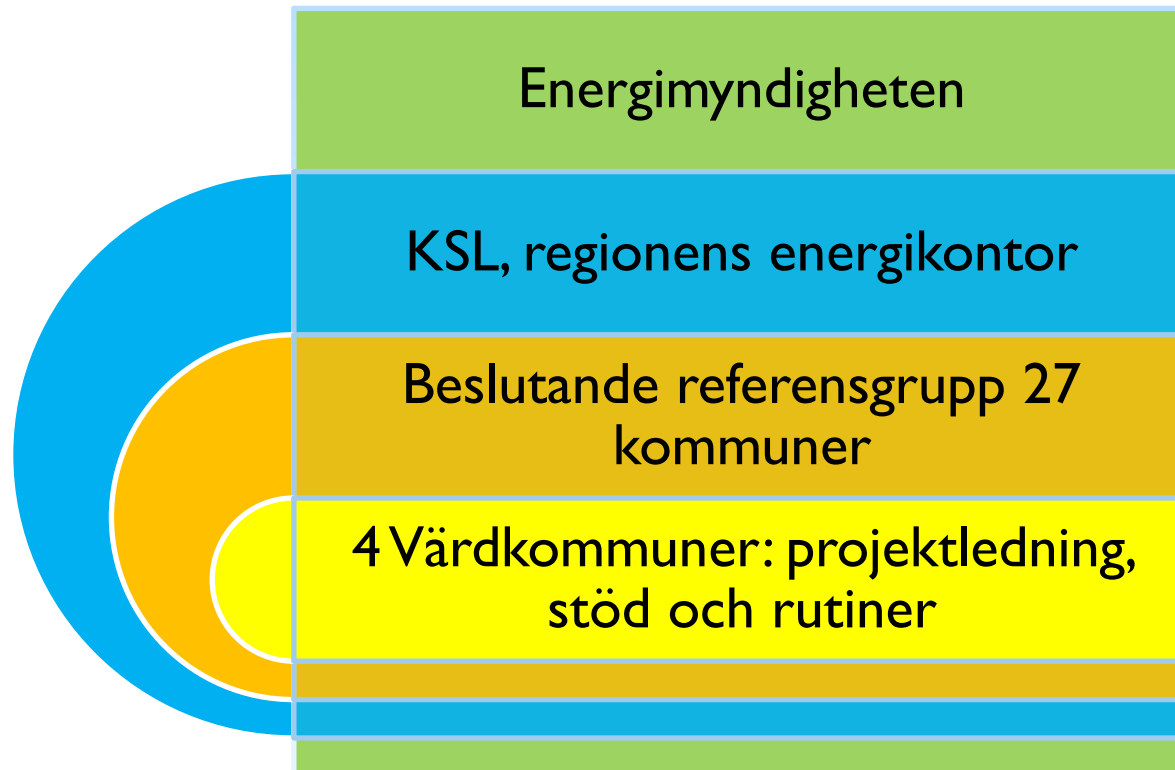 Energimyndigheten
KSL, regionens energikontor
Beslutande referensgrupp 27
kommuner
4 Värdkommuner: projektledning,
stöd och rutiner